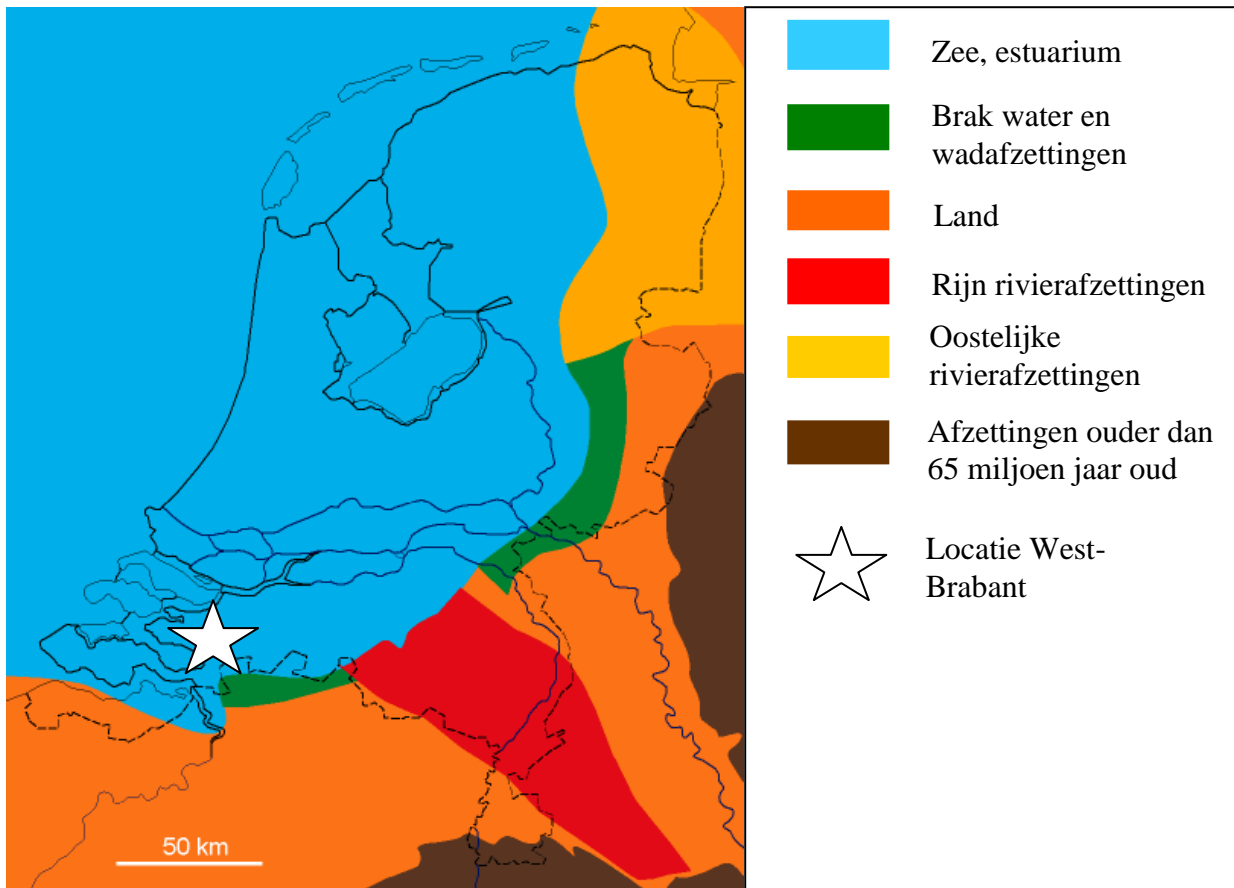 Zee, estuarium
Brak water en
wadafzettingen
Land
Rijn rivierafzettingen
Oostelijke
rivierafzettingen
Afzettingen ouder dan
65 miljoen jaar oud
Locatie West-
Brabant
50 km